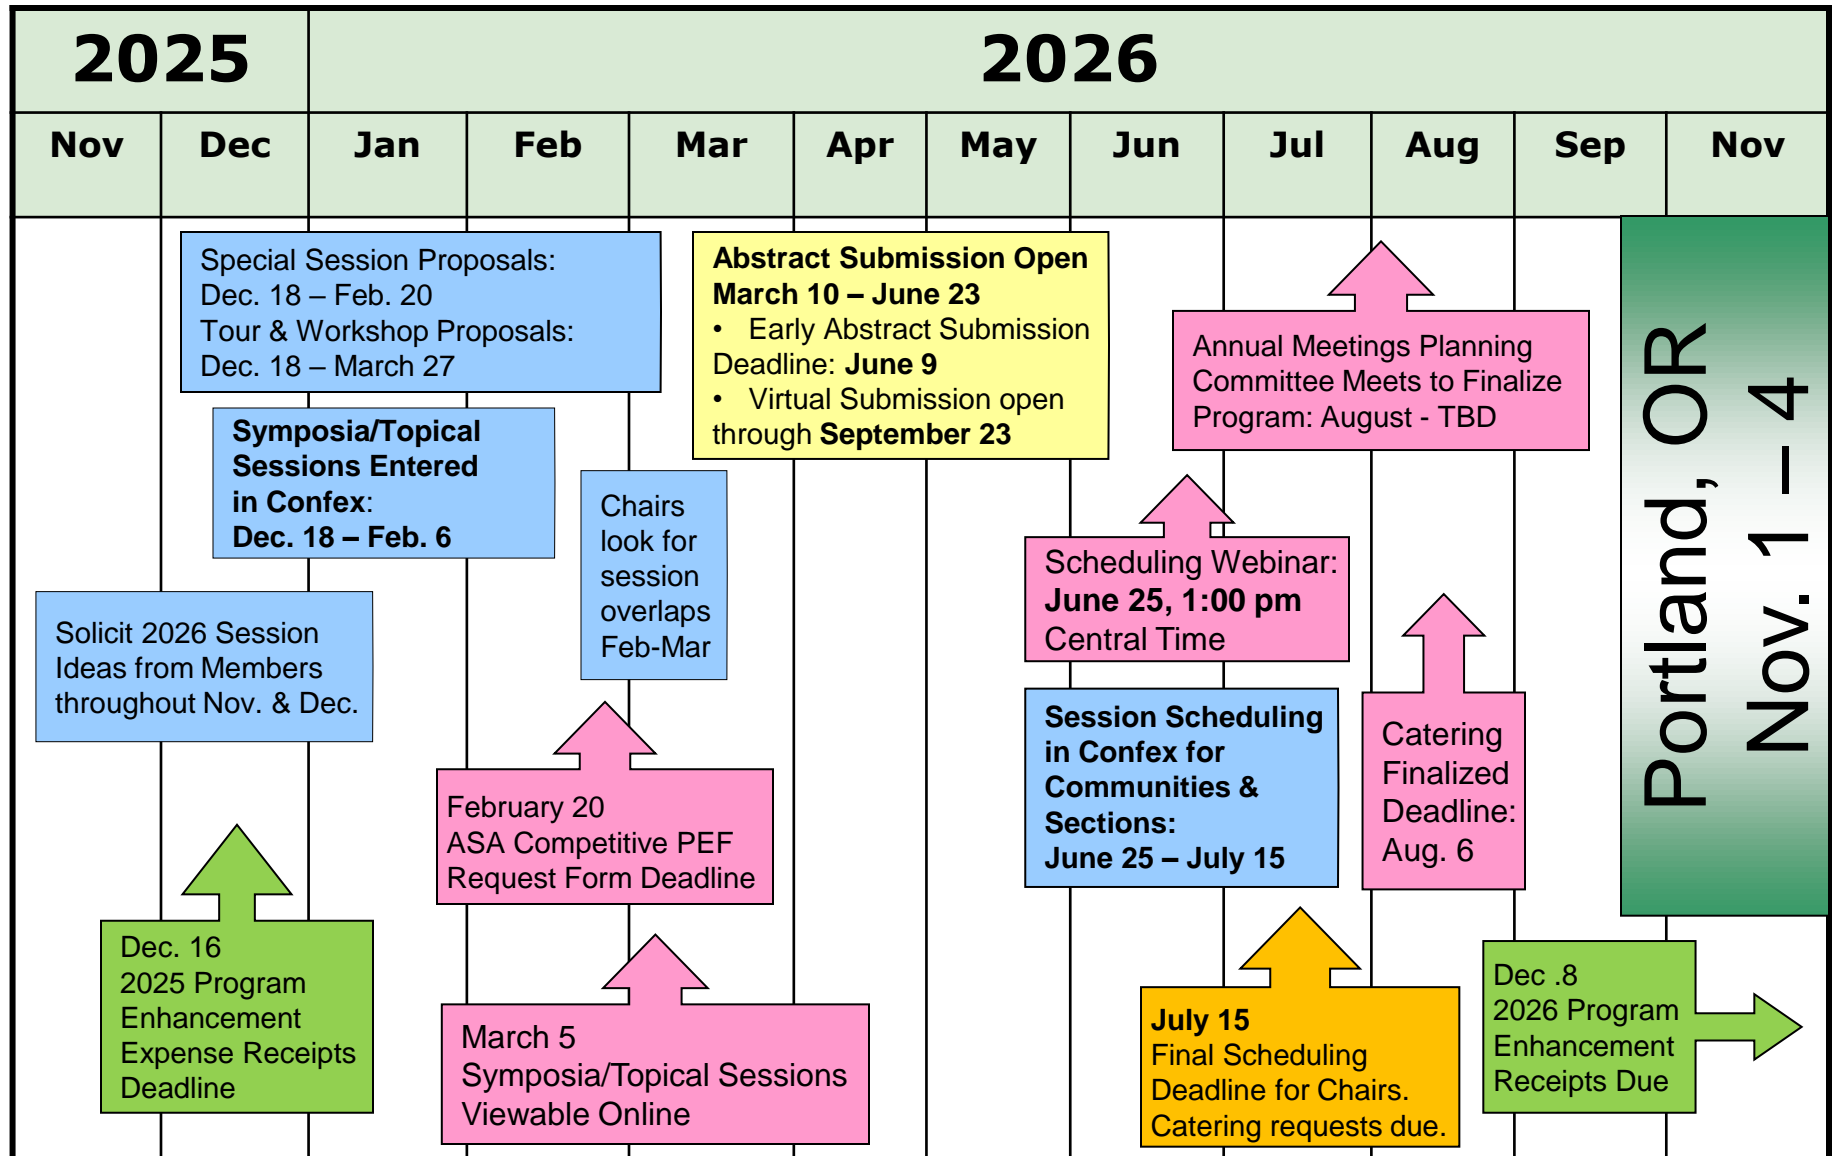 2025
2026
Nov
Dec
Jan
Feb
Mar
Apr
May
Jun
Jul
Aug
Sep
Nov
Special Session Proposals:
Dec. 18 – Feb. 20
Tour & Workshop Proposals:
Dec. 18 – March 27
Symposia/Topical
Sessions Entered
in Confex:
Dec. 18 – Feb. 6
Solicit 2026 Session
Ideas from Members
throughout Nov. & Dec.
Dec. 16
2025 Program
Enhancement
Expense Receipts
Deadline
Chairs
look for
session
overlaps
Feb-Mar
February 20
ASA Competitive PEF
Request Form Deadline
March 5
Symposia/Topical Sessions
Viewable Online
Abstract Submission Open
March 10 – June 23
• Early Abstract Submission
Deadline: June 9
• Virtual Submission open
through September 23
Annual Meetings Planning
Committee Meets to Finalize
Program: August - TBD
Scheduling Webinar:
June 25, 1:00 pm
Central Time
Session Scheduling
in Confex for
Communities &
Sections:
June 25 – July 15
Catering
Finalized
Deadline:
Aug. 6
July 15
Final Scheduling
Deadline for Chairs.
Catering requests due.
Dec .8
2026 Program
Enhancement
Receipts Due
Portland, OR
Nov. 1 – 4